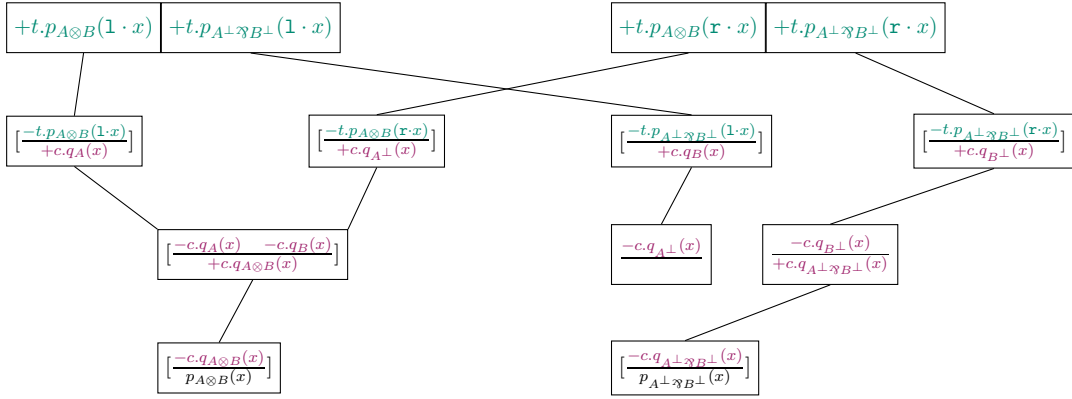 +t.p_{A⊗B}(l · x) +t.p_{A^⊥⅋B^⊥}(l · x) +t.p_{A⊗B}(r · x) +t.p_{A^⊥⅋B^⊥}(r · x)
[ −t.p_{A⊗B}(l·x) / +c.q_A(x) ] [ −t.p_{A⊗B}(r·x) / +c.q_{A^⊥}(x) ] [ −t.p_{A^⊥⅋B^⊥}(l·x) / +c.q_B(x) ] [ −t.p_{A^⊥⅋B^⊥}(r·x) / +c.q_{B^⊥}(x) ]
[ −c.q_A(x) −c.q_B(x) / +c.q_{A⊗B}(x) ] −c.q_{A^⊥}(x) −c.q_{B^⊥}(x) / +c.q_{A^⊥⅋B^⊥}(x)
[ −c.q_{A⊗B}(x) / p_{A⊗B}(x) ] [ −c.q_{A^⊥⅋B^⊥}(x) / p_{A^⊥⅋B^⊥}(x) ]